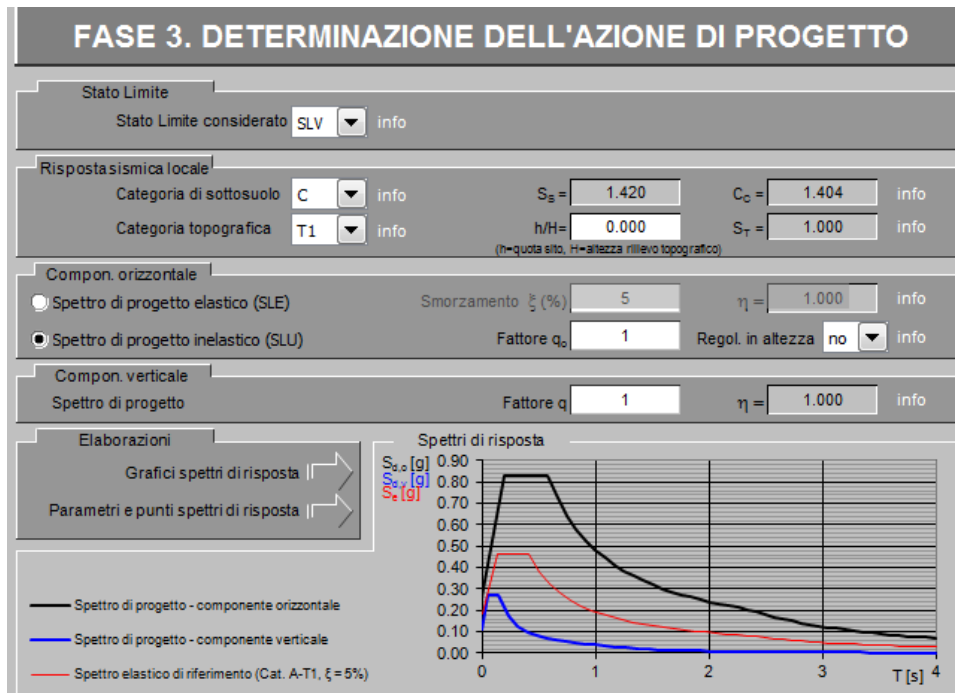 FASE 3. DETERMINAZIONE DELL'AZIONE DI PROGETTO
Stato Limite
Stato Limite considerato SLV info
Risposta sismica locale
Categoria di sottosuolo C info SS = 1.420 CC = 1.404 info
Categoria topografica T1 info h/H= 0.000 ST = 1.000 info
(h=quota sito, H=altezza rilievo topografico)
Compon. orizzontale
Spettro di progetto elastico (SLE) Smorzamento ξ (%) 5 η = 1.000 info
Spettro di progetto inelastico (SLU) Fattore qo 1 Regol. in altezza no info
Compon. verticale
Spettro di progetto Fattore q 1 η = 1.000 info
Elaborazioni
Grafici spettri di risposta
Parametri e punti spettri di risposta
Spettri di risposta
Sd,o [g]
Sd,v [g]
Se [g]
0.90
0.80
0.70
0.60
0.50
0.40
0.30
0.20
0.10
0.00
0 1 2 3 4
T [s]
Spettro di progetto - componente orizzontale
Spettro di progetto - componente verticale
Spettro elastico di riferimento (Cat. A-T1, ξ = 5%)